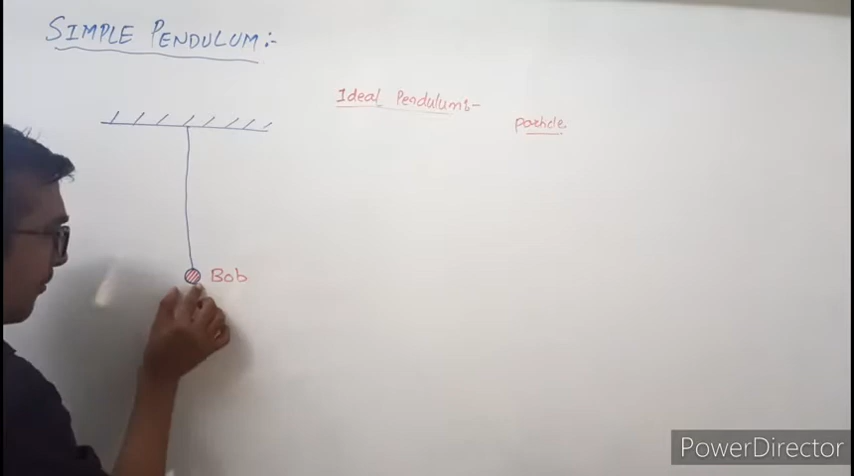 SIMPLE PENDULUM:-
Ideal Pendulum:-
particle.
Bob
PowerDirector